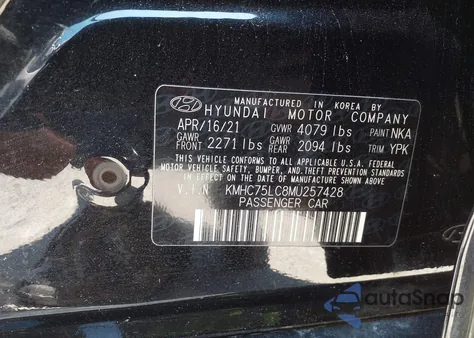 MANUFACTURED IN KOREA BY
HYUNDAI MOTOR COMPANY
APR/16/21 GVWR 4079 lbs PAINT NKA
GAWR FRONT 2271 lbs GAWR REAR 2094 lbs TRIM YPK
THIS VEHICLE CONFORMS TO ALL APPLICABLE U.S.A. FEDERAL
MOTOR VEHICLE SAFETY, BUMPER, AND THEFT PREVENTION
STANDARDS IN EFFECT ON THE DATE OF MANUFACTURE SHOWN ABOVE.
V.I.N KMHC75LC8MU257428
PASSENGER CAR
autaSnap